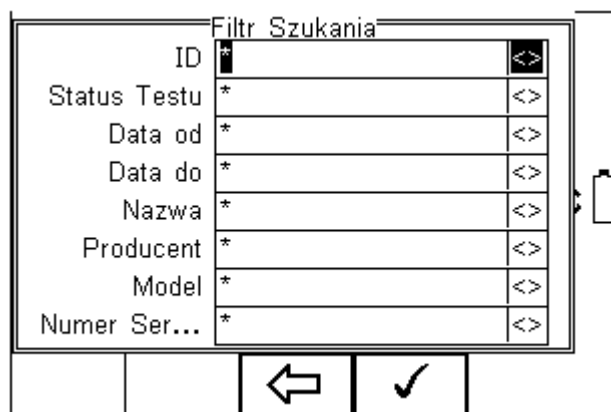 Filtr Szukania
ID * <>
Status Testu * <>
Data od * <>
Data do * <>
Nazwa * <>
Producent * <>
Model * <>
Numer Ser... * <>